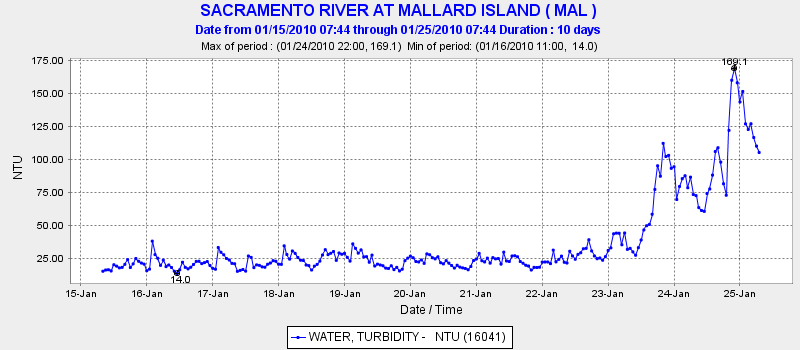 SACRAMENTO RIVER AT MALLARD ISLAND ( MAL )
Date from 01/15/2010 07:44 through 01/25/2010 07:44 Duration : 10 days
Max of period : (01/24/2010 22:00, 169.1) Min of period: (01/16/2010 11:00, 14.0)
175.00
150.00
125.00
100.00
75.00
50.00
25.00
NTU
169.1
14.0
15-Jan 16-Jan 17-Jan 18-Jan 19-Jan 20-Jan 21-Jan 22-Jan 23-Jan 24-Jan 25-Jan
Date / Time
WATER, TURBIDITY - NTU (16041)